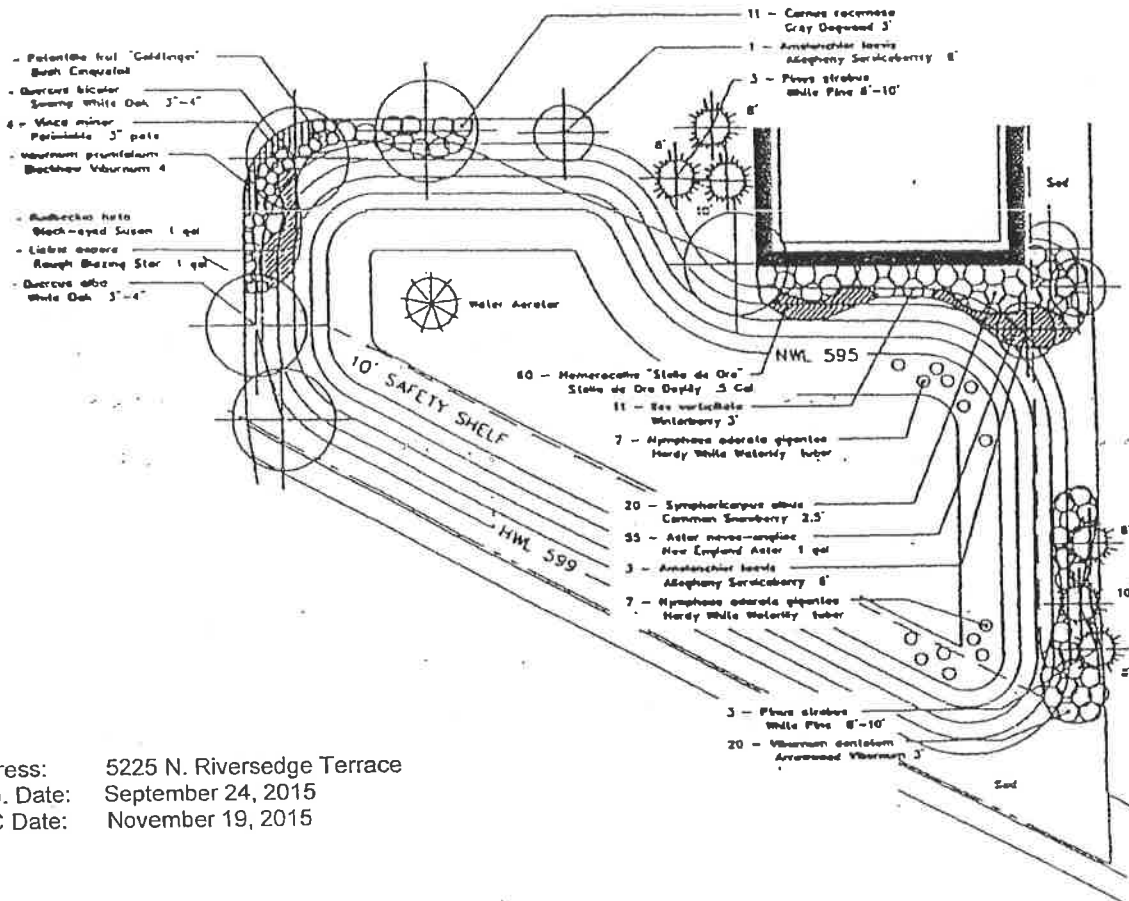 11 - Cornus racemosa
Gray Dogwood 3'
1 - Amelanchier laevis
Allegheny Serviceberry 6'
3 - Pinus strobus
White Pine 8'-10'
8'
8'
10'
- Potentilla frut "Goldfinger"
Bush Cinquefoil
- Quercus bicolor
Swamp White Oak 3"-4"
4 - Vinca minor
Periwinkle 3" pots
- Viburnum prunifolium
Blackhaw Viburnum 4
- Rudbeckia hirta
Black-eyed Susan 1 gal
- Liatris aspera
Rough Blazing Star 1 gal
- Quercus alba
White Oak 3"-4"
Sod
Water Aerator
NWL 595
10' SAFETY SHELF
HWL 599
60 - Hemerocallis "Stella de Oro"
Stella de Oro Daylily .5 Gal
11 - Ilex verticillata
Winterberry 3'
7 - Nymphaea odorata gigantea
Hardy White Waterlily tuber
20 - Symphoricarpus albus
Common Snowberry 2.5'
55 - Aster novae-angliae
New England Aster 1 gal
3 - Amelanchier laevis
Allegheny Serviceberry 6'
7 - Nymphaea odorata gigantea
Hardy White Waterlily tuber
8'
10
8'
3 - Pinus strobus
White Pine 8'-10'
20 - Viburnum dentatum
Arrowwood Viburnum 3'
Sod
ress: 5225 N. Riversedge Terrace
. Date: September 24, 2015
C Date: November 19, 2015